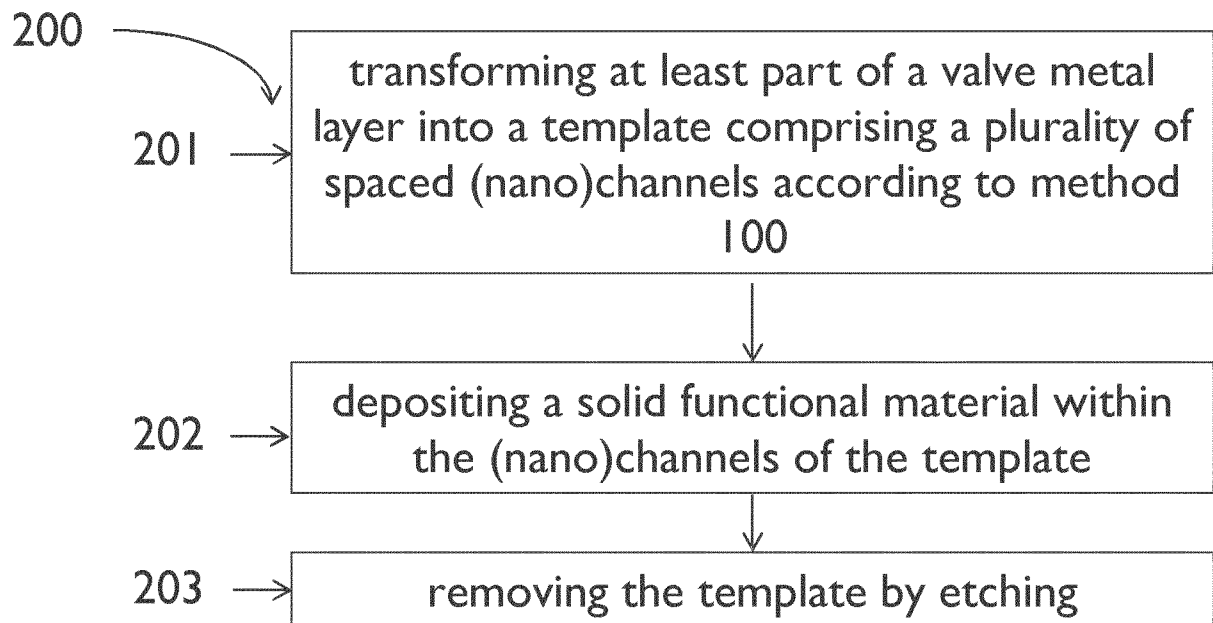 200
201
transforming at least part of a valve metal
layer into a template comprising a plurality of
spaced (nano)channels according to method
100
202
depositing a solid functional material within
the (nano)channels of the template
203
removing the template by etching